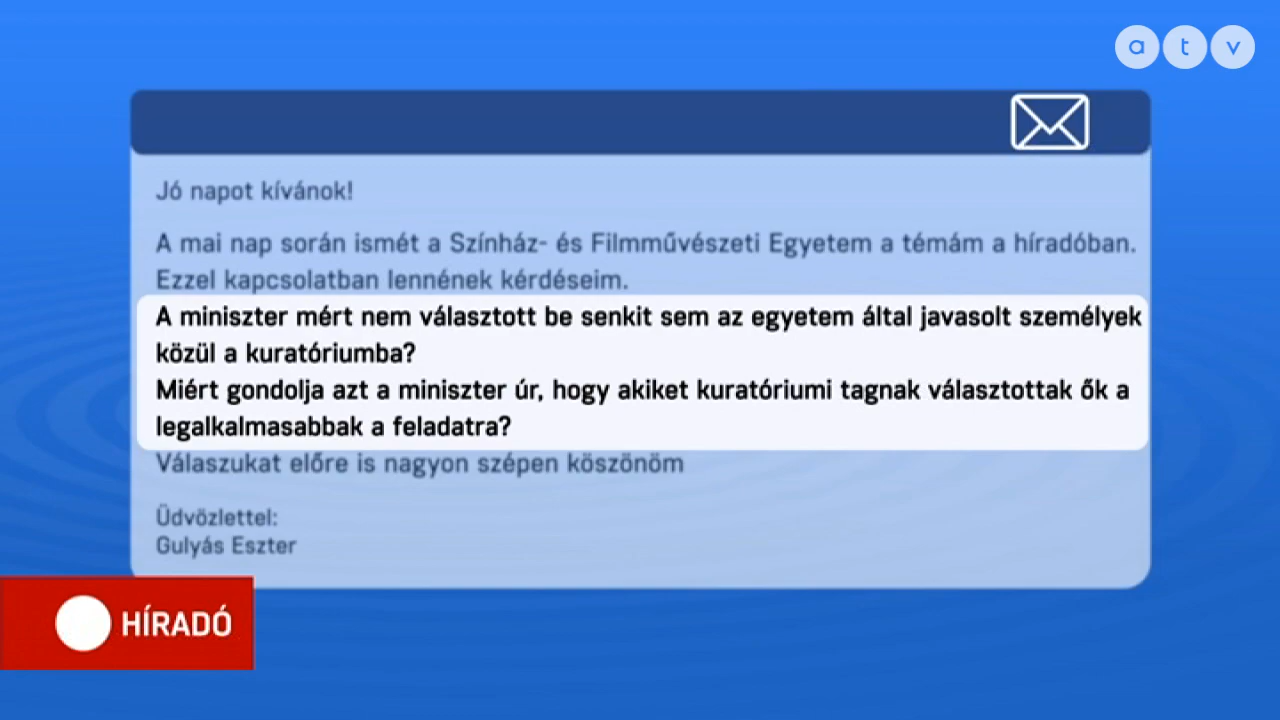 a t v
Jó napot kívánok!
A mai nap során ismét a Színház- és Filmművészeti Egyetem a témám a híradóban.
Ezzel kapcsolatban lennének kérdéseim.
A miniszter mért nem választott be senkit sem az egyetem által javasolt személyek
közül a kuratóriumba?
Miért gondolja azt a miniszter úr, hogy akiket kuratóriumi tagnak választottak ők a
legalkalmasabbak a feladatra?
Válaszukat előre is nagyon szépen köszönöm
Üdvözlettel:
Gulyás Eszter
HÍRADÓ